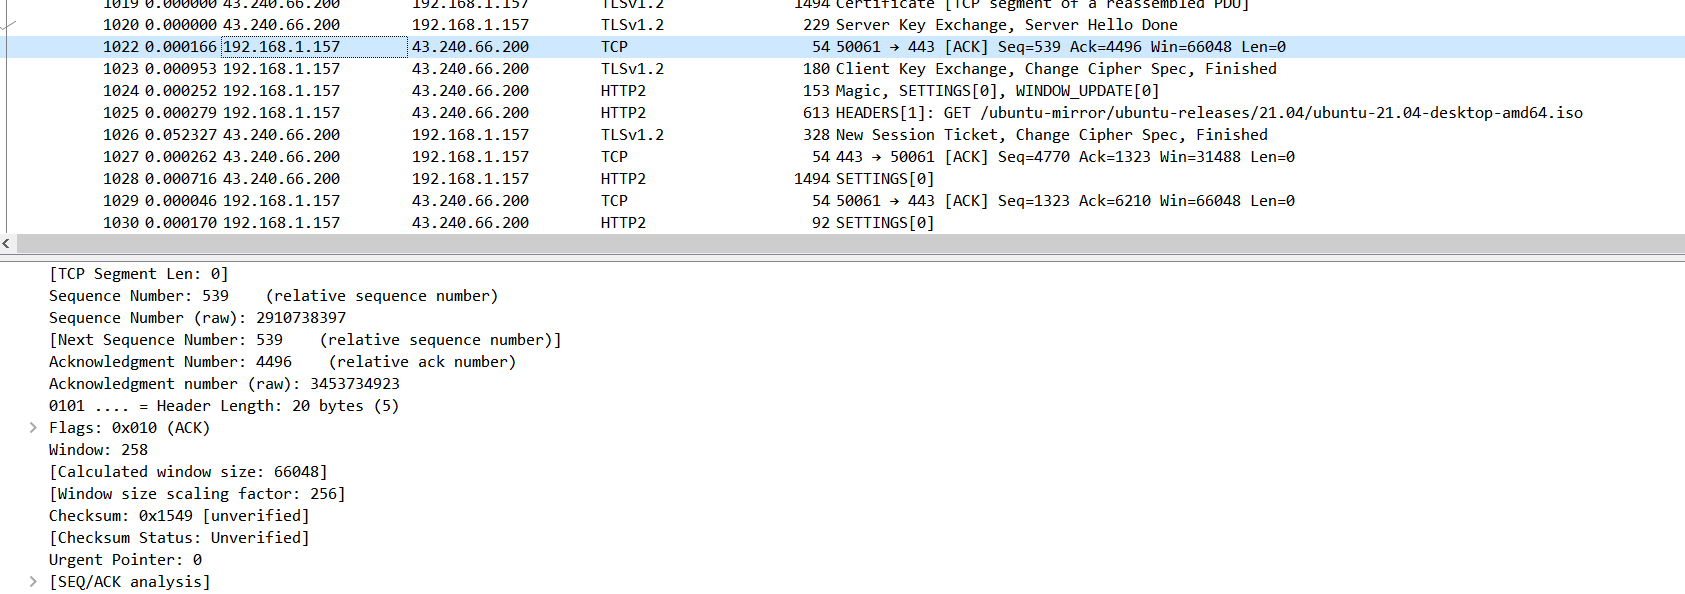 1019 0.000000 43.240.66.200 192.168.1.157 TLSv1.2 1494 Certificate [TCP segment of a reassembled PDU]
1020 0.000000 43.240.66.200 192.168.1.157 TLSv1.2 229 Server Key Exchange, Server Hello Done
1022 0.000166 192.168.1.157 43.240.66.200 TCP 54 50061 → 443 [ACK] Seq=539 Ack=4496 Win=66048 Len=0
1023 0.000953 192.168.1.157 43.240.66.200 TLSv1.2 180 Client Key Exchange, Change Cipher Spec, Finished
1024 0.000252 192.168.1.157 43.240.66.200 HTTP2 153 Magic, SETTINGS[0], WINDOW_UPDATE[0]
1025 0.000279 192.168.1.157 43.240.66.200 HTTP2 613 HEADERS[1]: GET /ubuntu-mirror/ubuntu-releases/21.04/ubuntu-21.04-desktop-amd64.iso
1026 0.052327 43.240.66.200 192.168.1.157 TLSv1.2 328 New Session Ticket, Change Cipher Spec, Finished
1027 0.000262 43.240.66.200 192.168.1.157 TCP 54 443 → 50061 [ACK] Seq=4770 Ack=1323 Win=31488 Len=0
1028 0.000716 43.240.66.200 192.168.1.157 HTTP2 1494 SETTINGS[0]
1029 0.000046 192.168.1.157 43.240.66.200 TCP 54 50061 → 443 [ACK] Seq=1323 Ack=6210 Win=66048 Len=0
1030 0.000170 192.168.1.157 43.240.66.200 HTTP2 92 SETTINGS[0]
[TCP Segment Len: 0]
Sequence Number: 539 (relative sequence number)
Sequence Number (raw): 2910738397
[Next Sequence Number: 539 (relative sequence number)]
Acknowledgment Number: 4496 (relative ack number)
Acknowledgment number (raw): 3453734923
0101 .... = Header Length: 20 bytes (5)
Flags: 0x010 (ACK)
Window: 258
[Calculated window size: 66048]
[Window size scaling factor: 256]
Checksum: 0x1549 [unverified]
[Checksum Status: Unverified]
Urgent Pointer: 0
[SEQ/ACK analysis]